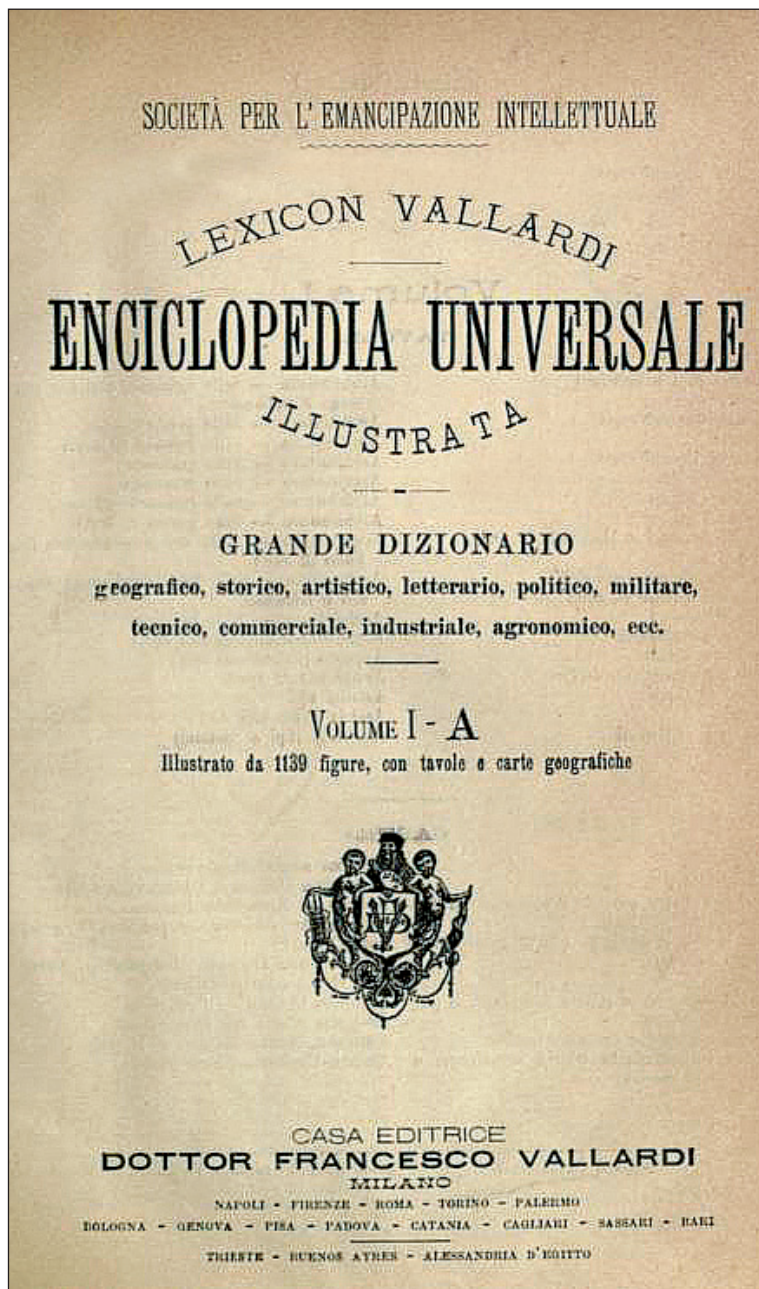 SOCIETÀ PER L'EMANCIPAZIONE INTELLETTUALE
LEXICON VALLARDI
ENCICLOPEDIA UNIVERSALE
ILLUSTRATA
GRANDE DIZIONARIO
geografico, storico, artistico, letterario, politico, militare,
tecnico, commerciale, industriale, agronomico, ecc.
VOLUME I - A
Illustrato da 1139 figure, con tavole e carte geografiche
CASA EDITRICE
DOTTOR FRANCESCO VALLARDI
MILANO
NAPOLI - FIRENZE - ROMA - TORINO - PALERMO
BOLOGNA - GENOVA - PISA - PADOVA - CATANIA - CAGLIARI - SASSARI - BARI
TRIESTE - BUENOS AYRES - ALESSANDRIA D'EGITTO